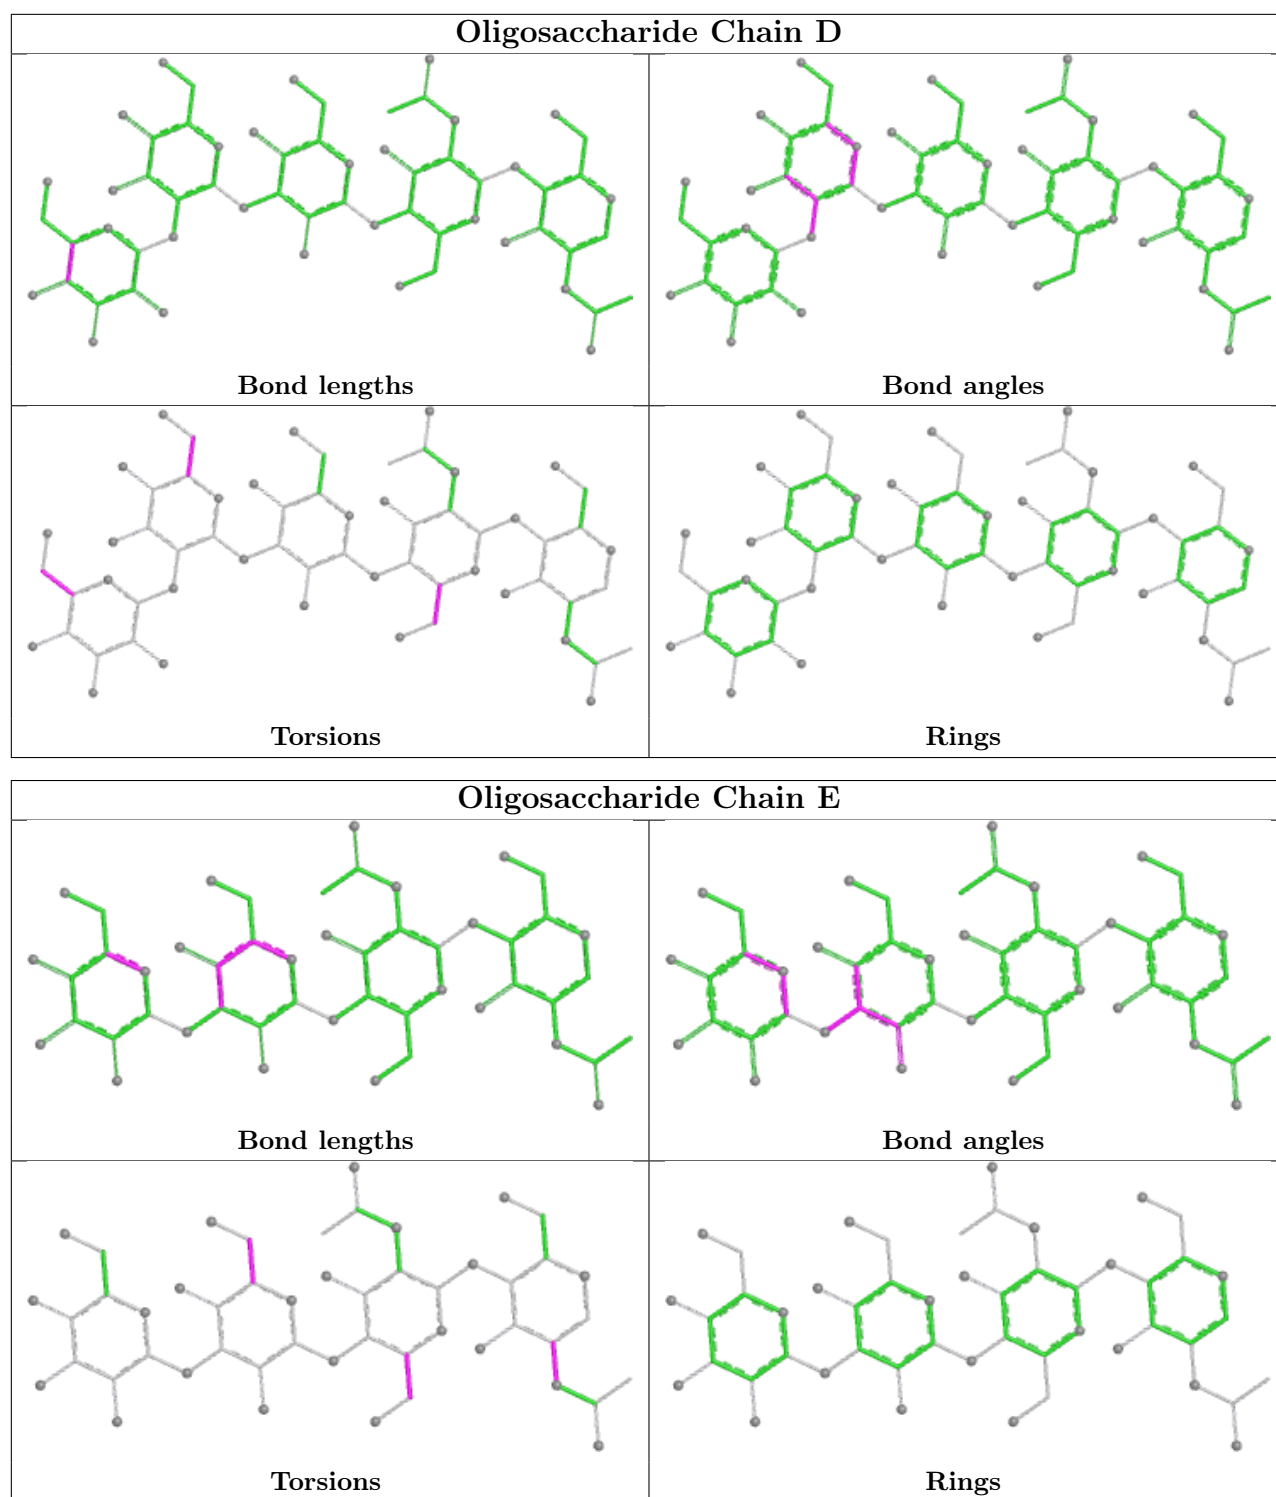 Oligosaccharide Chain D
Bond lengths
Bond angles
Torsions
Rings
Oligosaccharide Chain E
Bond lengths
Bond angles
Torsions
Rings